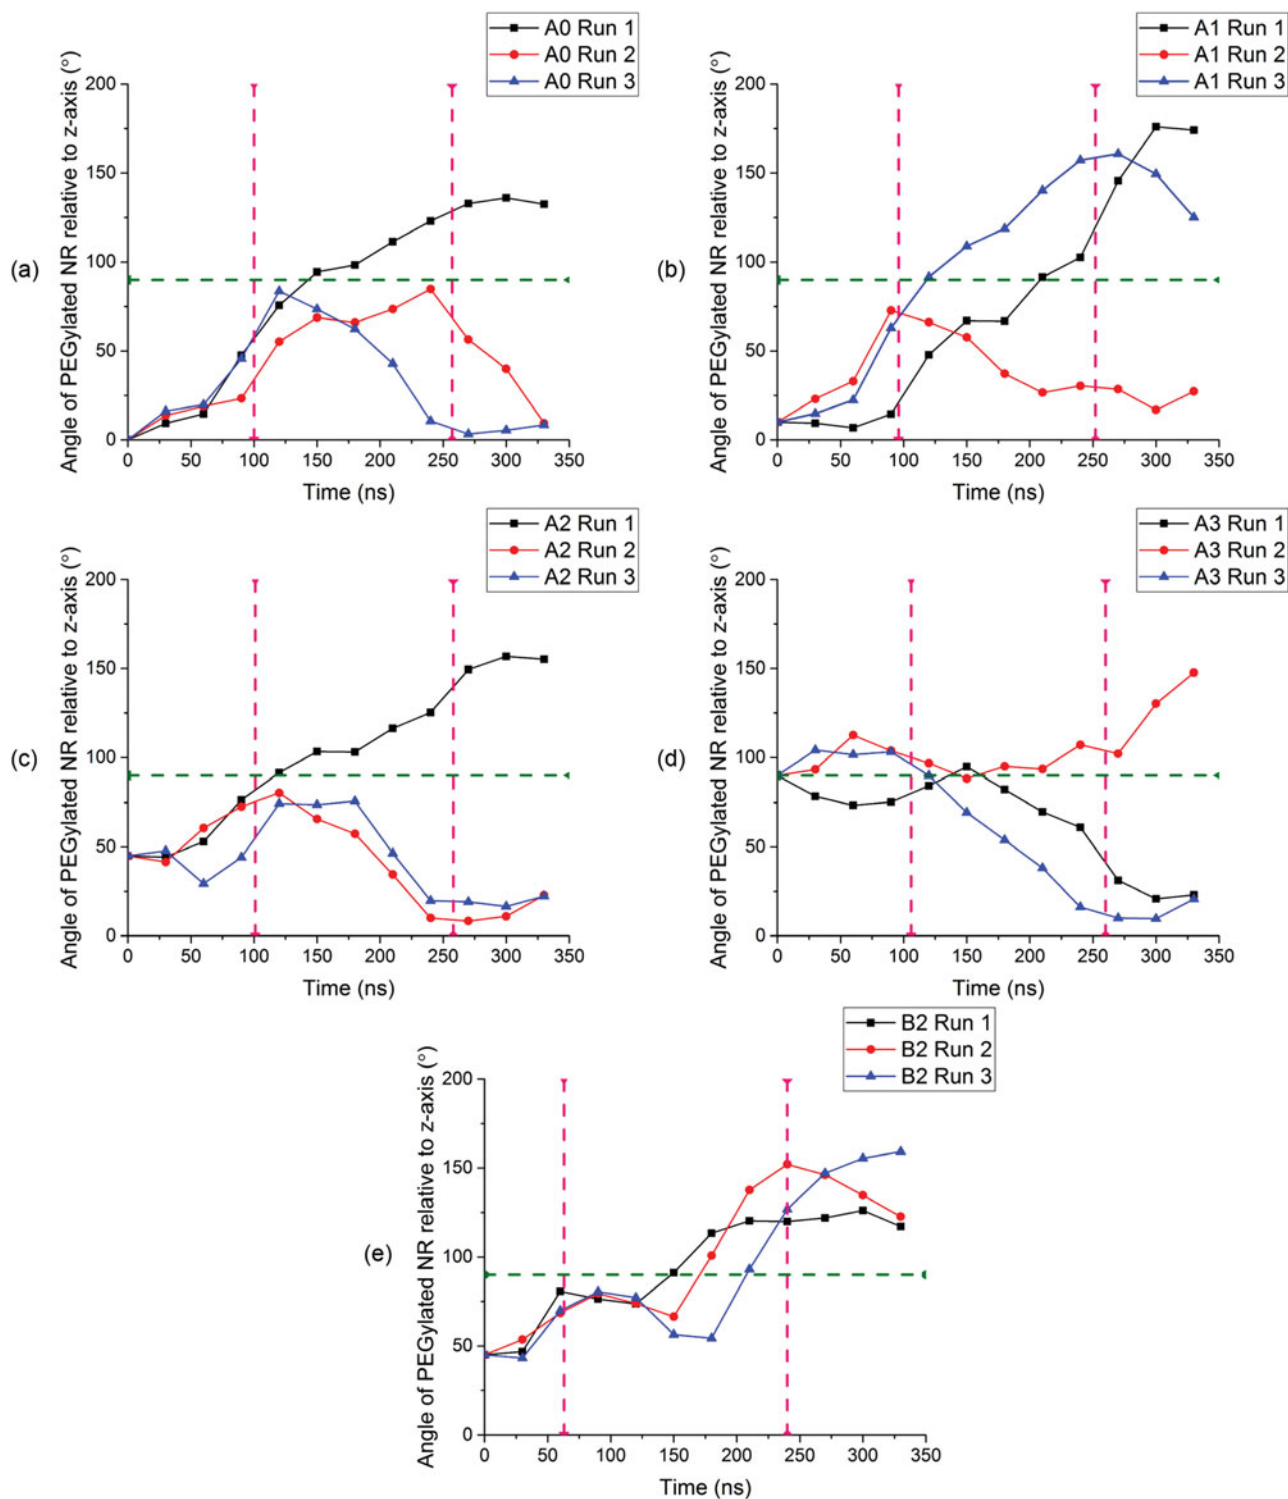 A0 Run 1
A0 Run 2
A0 Run 3
(a)
Angle of PEGylated NR relative to z-axis (°)
200
150
100
50
0
0 50 100 150 200 250 300 350
Time (ns)
A1 Run 1
A1 Run 2
A1 Run 3
(b)
Angle of PEGylated NR relative to z-axis (°)
200
150
100
50
0
0 50 100 150 200 250 300 350
Time (ns)
A2 Run 1
A2 Run 2
A2 Run 3
(c)
Angle of PEGylated NR relative to z-axis (°)
200
150
100
50
0
0 50 100 150 200 250 300 350
Time (ns)
A3 Run 1
A3 Run 2
A3 Run 3
(d)
Angle of PEGylated NR relative to z-axis (°)
200
150
100
50
0
0 50 100 150 200 250 300 350
Time (ns)
B2 Run 1
B2 Run 2
B2 Run 3
(e)
Angle of PEGylated NR relative to z-axis (°)
200
150
100
50
0
0 50 100 150 200 250 300 350
Time (ns)